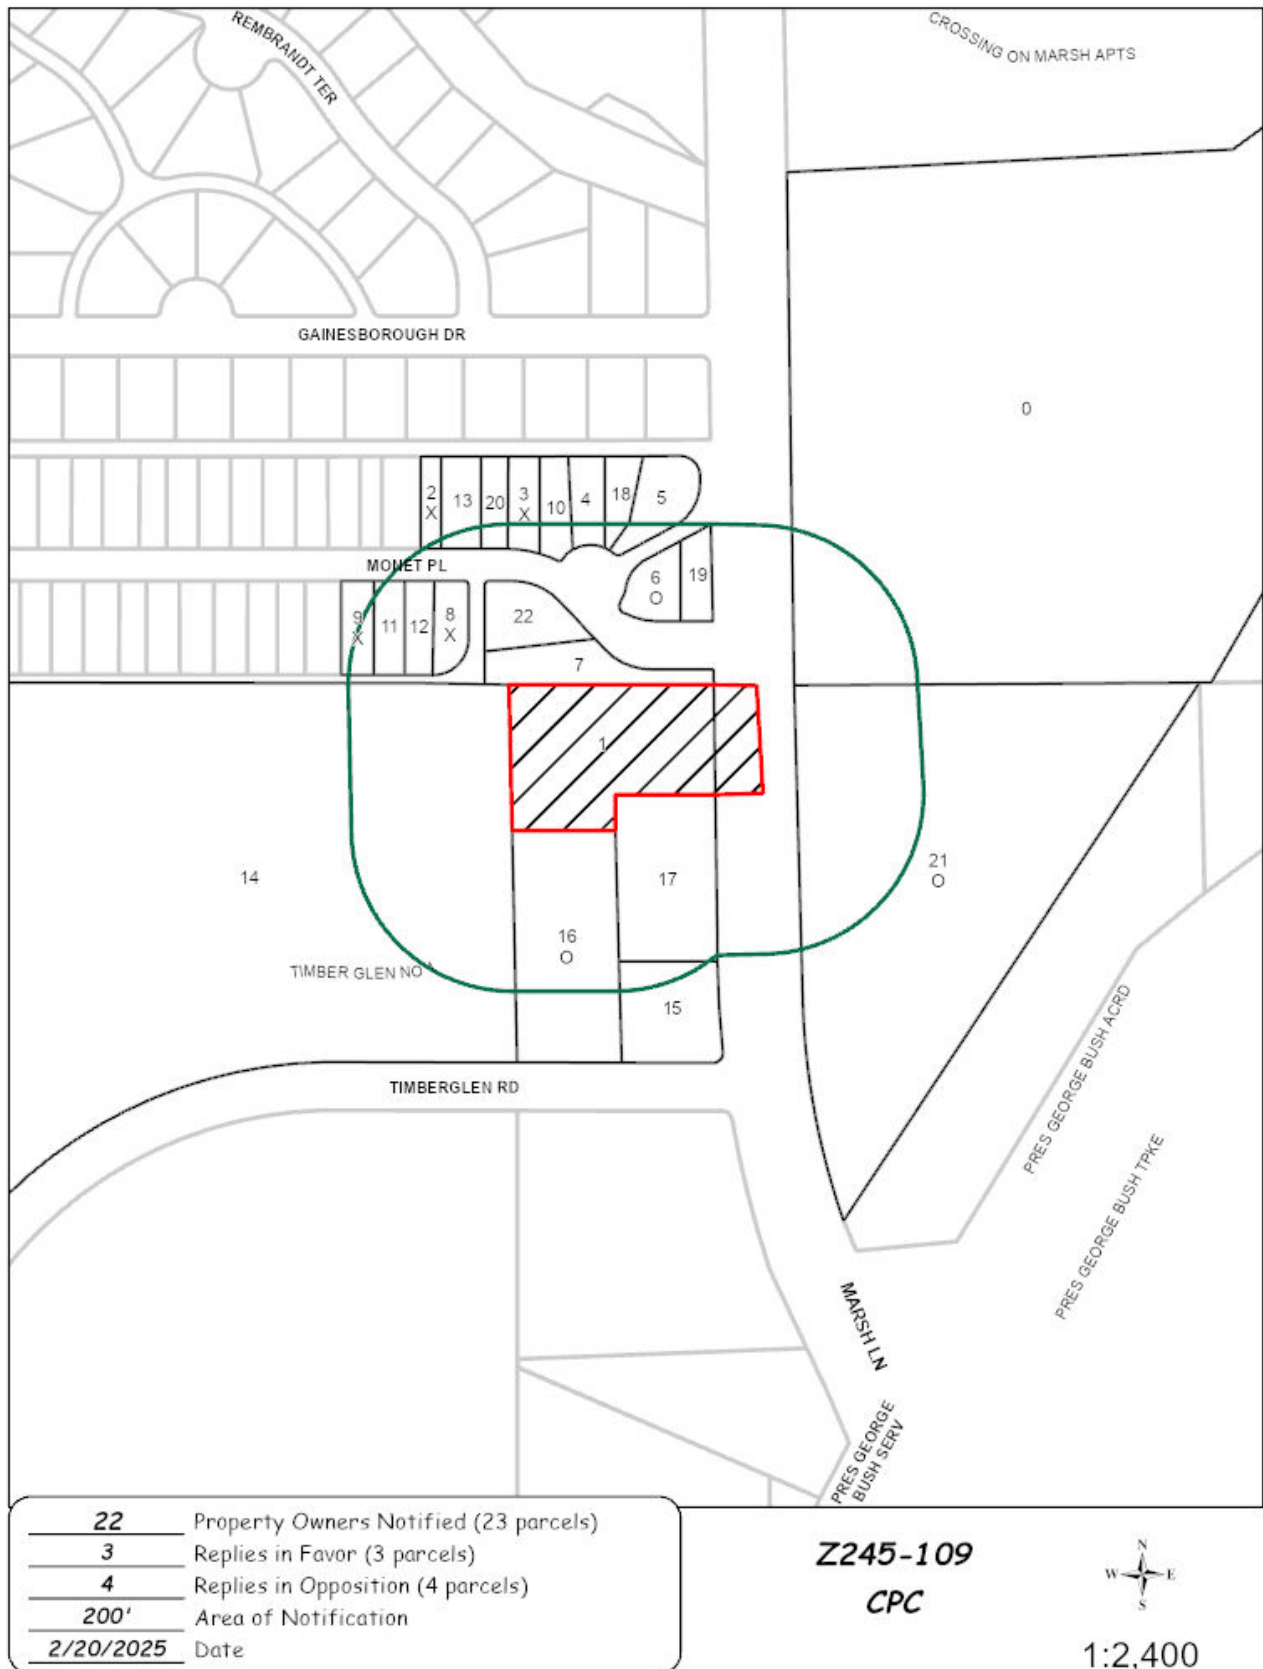 CROSSING ON MARSH APTS
REMBRANDT TER
GAINESBOROUGH DR
0
2 13 20 3 10 4 18 5
X X
MONET PL
6 19
O
9 11 12 8 22
X X
7
1
14
17
21
O
16
O
TIMBER GLEN NO
15
TIMBERGLEN RD
PRES GEORGE BUSH ACRD
PRES GEORGE BUSH TPKE
MARSH LN
PRES GEORGE
BUSH SERV
22 Property Owners Notified (23 parcels)
3 Replies in Favor (3 parcels)
4 Replies in Opposition (4 parcels)
200' Area of Notification
2/20/2025 Date
Z245-109
CPC
N
W E
S
1:2,400